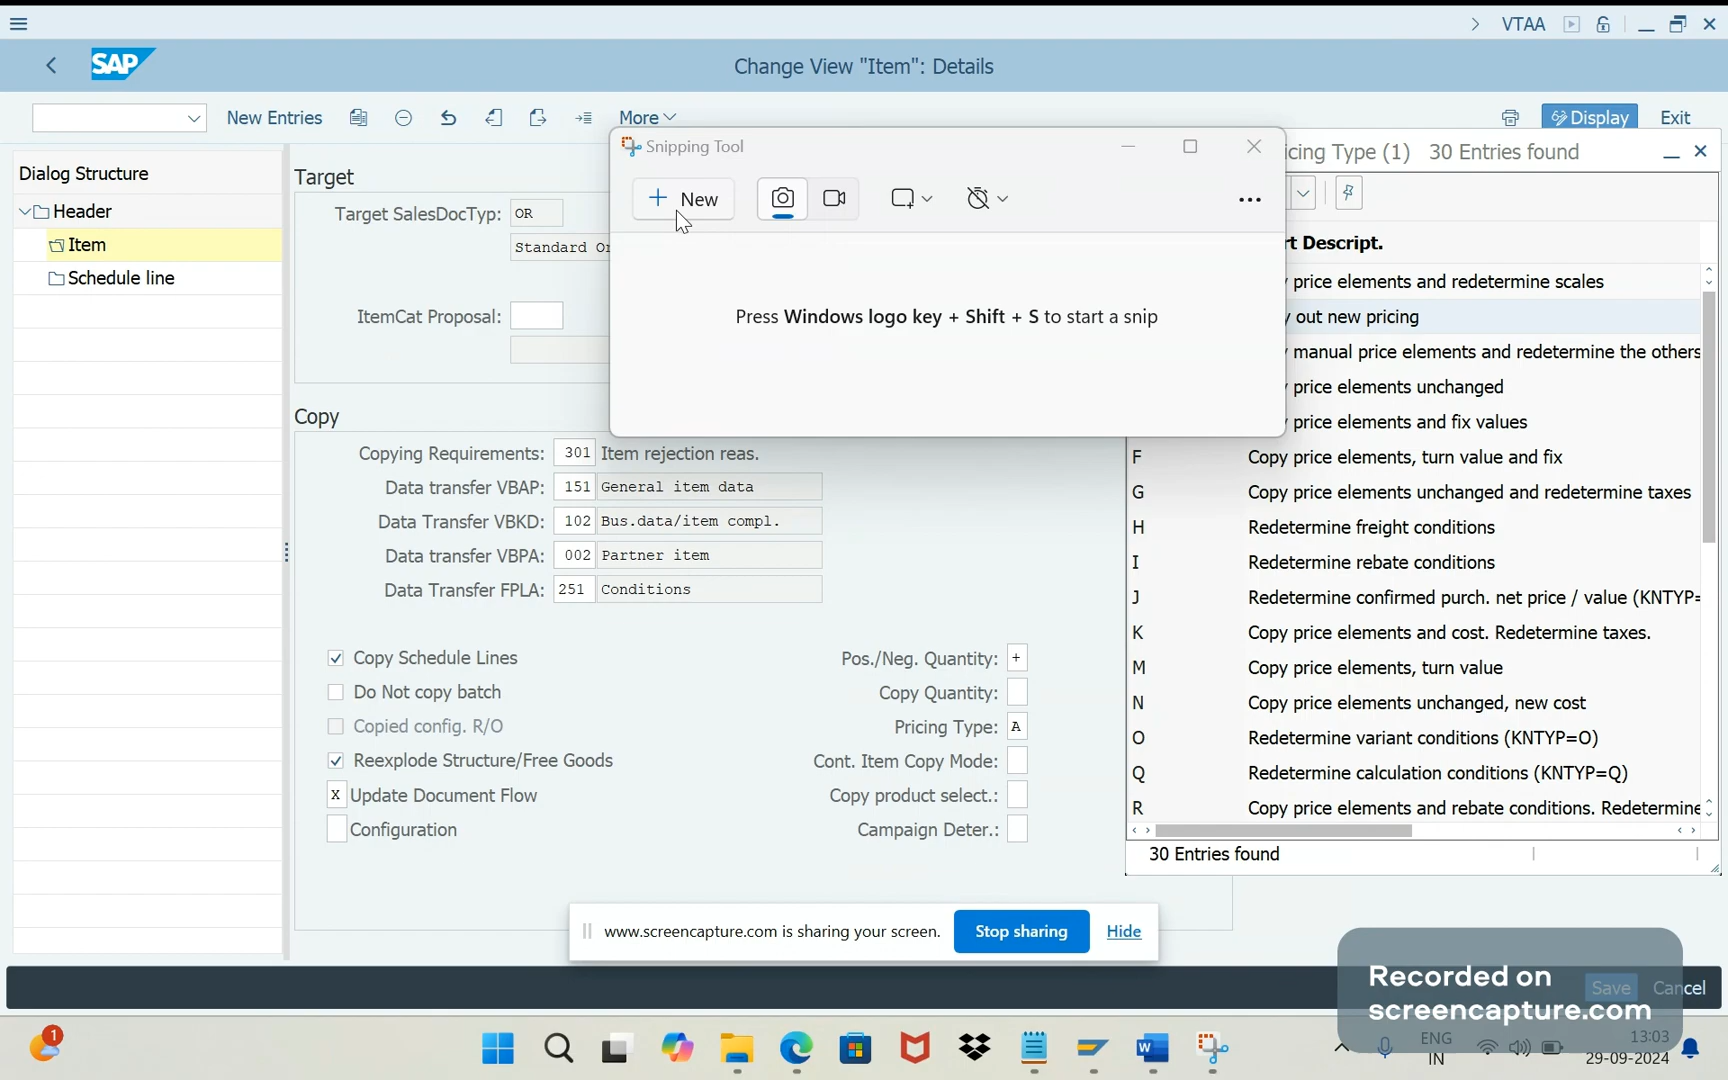 VTAA
SAP
Change View "Item": Details
New Entries
More
Display
Exit
Dialog Structure
Header
Item
Schedule line
Target
Target SalesDocTyp: OR
Standard
ItemCat Proposal:
Snipping Tool
New
Press Windows logo key + Shift + S to start a snip
Type (1) 30 Entries found
Descript.
price elements and redetermine scales
out new pricing
manual price elements and redetermine the others
price elements unchanged
price elements and fix values
F Copy price elements, turn value and fix
G Copy price elements unchanged and redetermine taxes
H Redetermine freight conditions
I Redetermine rebate conditions
J Redetermine confirmed purch. net price / value (KNTYP=
K Copy price elements and cost. Redetermine taxes.
M Copy price elements, turn value
N Copy price elements unchanged, new cost
O Redetermine variant conditions (KNTYP=O)
Q Redetermine calculation conditions (KNTYP=Q)
R Copy price elements and rebate conditions. Redetermine
30 Entries found
Copy
Copying Requirements: 301 Item rejection reas.
Data transfer VBAP: 151 General item data
Data Transfer VBKD: 102 Bus.data/item compl.
Data transfer VBPA: 002 Partner item
Data Transfer FPLA: 251 Conditions
Copy Schedule Lines
Do Not copy batch
Copied config. R/O
Reexplode Structure/Free Goods
X Update Document Flow
Configuration
Pos./Neg. Quantity: +
Copy Quantity:
Pricing Type: A
Cont. Item Copy Mode:
Copy product select.:
Campaign Deter.:
www.screencapture.com is sharing your screen.
Stop sharing
Hide
Save
Cancel
Recorded on
screencapture.com
1
ENG
IN
13:03
29-09-2024